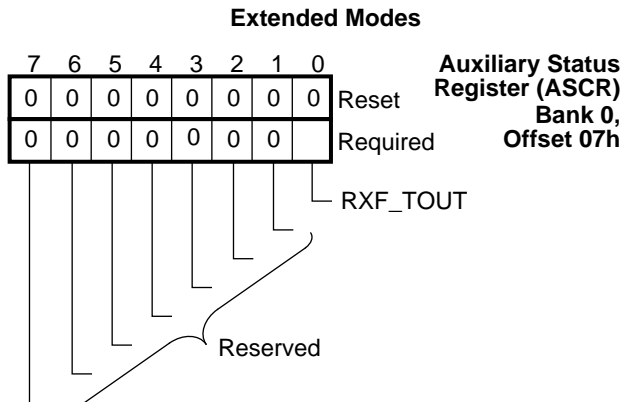 Extended Modes
7 6 5 4 3 2 1 0
0 0 0 0 0 0 0 0 Reset
0 0 0 0 0 0 0 Required
Auxiliary Status
Register (ASCR)
Bank 0,
Offset 07h
RXF_TOUT
Reserved